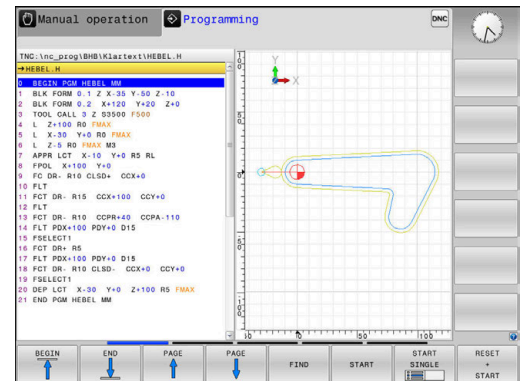 Manual operation
Programming
DNC
TNC:\nc_prog\BHB\Klartext\HEBEL.H
→HEBEL.H
0 BEGIN PGM HEBEL MM
1 BLK FORM 0.1 Z X-35 Y-50 Z-10
2 BLK FORM 0.2 X+120 Y+20 Z+0
3 TOOL CALL 3 Z S3500 F500
4 L Z+100 R0 FMAX
5 L X-30 Y+0 R0 FMAX
6 L Z-5 R0 FMAX M3
7 APPR LCT X-10 Y+0 R5 RL
8 FPOL X+100 Y+0
9 FC DR- R10 CLSD+ CCX+0
10 FLT
11 FCT DR- R15 CCX+100 CCY+0
12 FLT
13 FCT DR- R10 CCPR+40 CCPA-110
14 FLT PDX+100 PDY+0 D15
15 FSELECT1
16 FCT DR+ R5
17 FLT PDX+100 PDY+0 D15
18 FCT DR- R10 CLSD- CCX+0 CCY+0
19 FSELECT1
20 DEP LCT X-30 Y+0 Z+100 R5 FMAX
21 END PGM HEBEL MM
Y
X
0
50
100
BEGIN
END
PAGE
PAGE
FIND
START
START
SINGLE
RESET
+
START